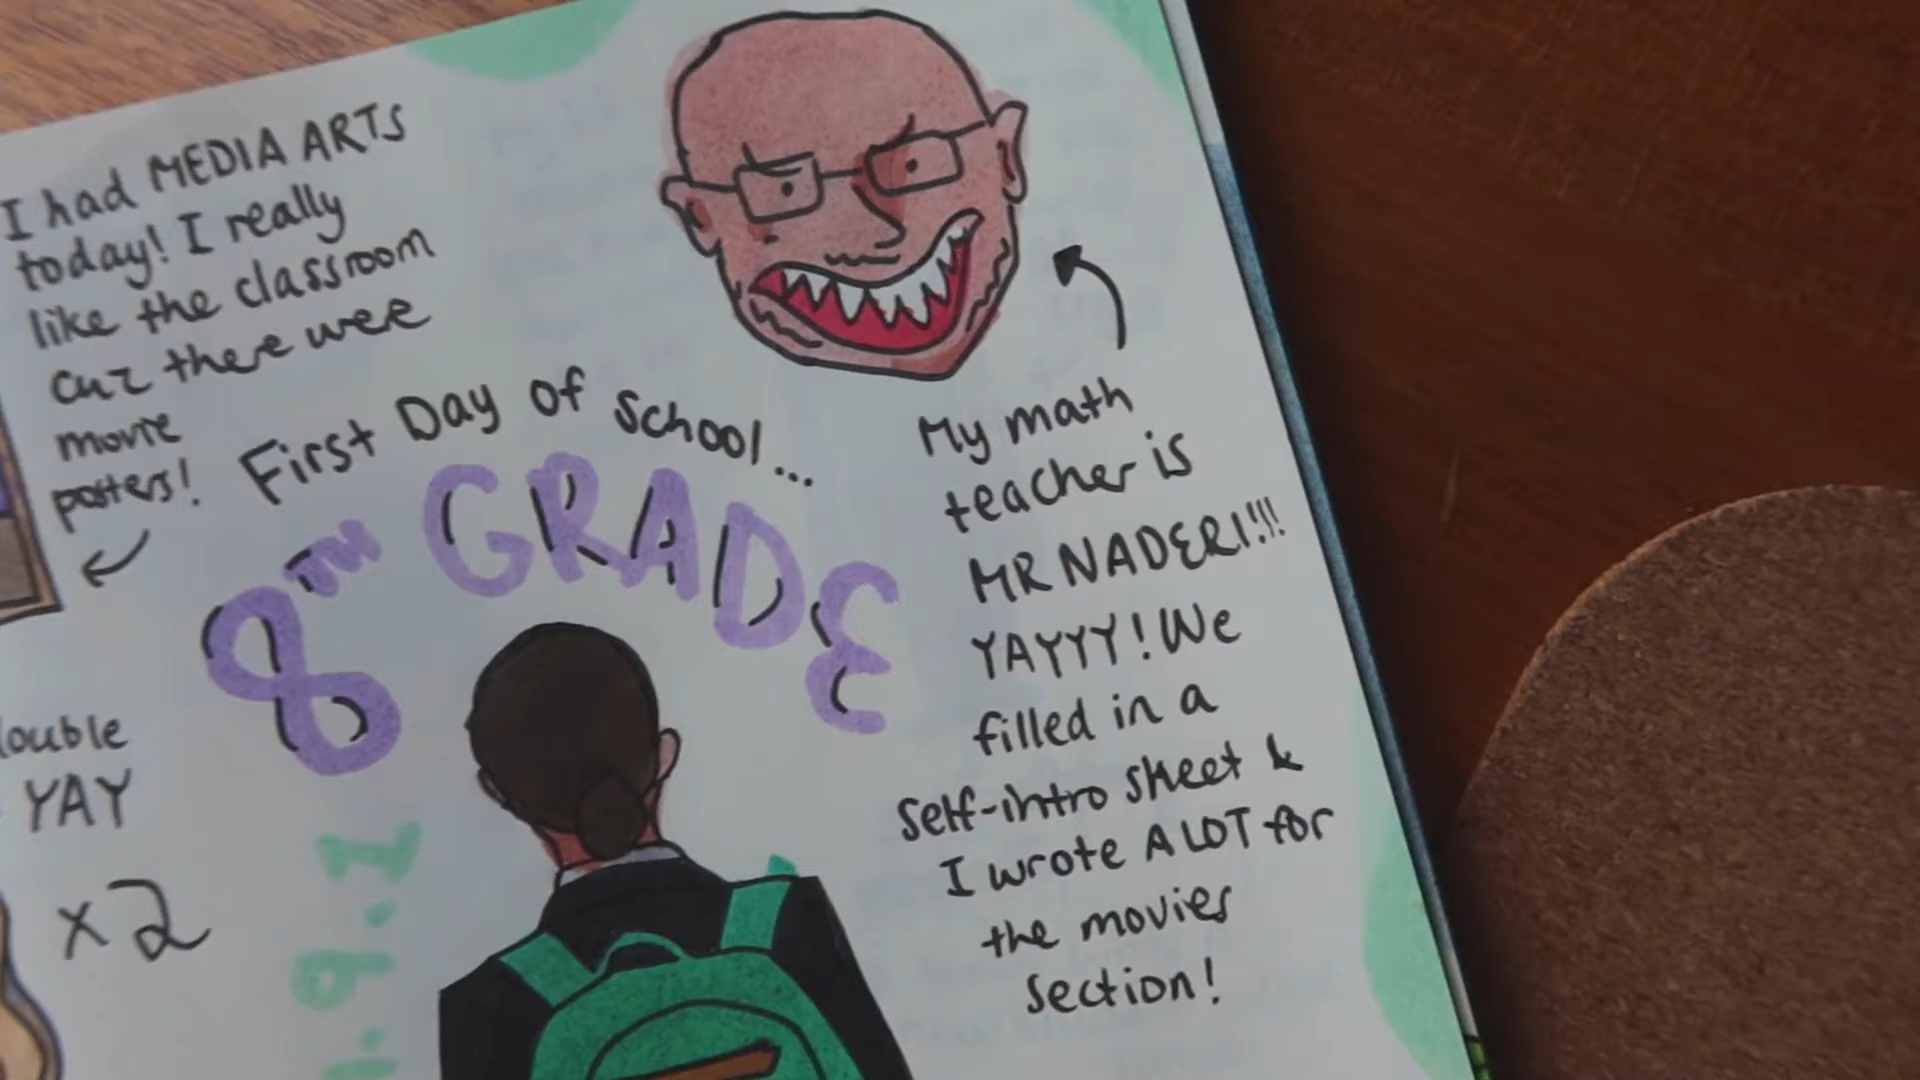 I had MEDIA ARTS
today! I really
like the classroom
cuz there wee
movie
posters!
First Day of School...
8TH GRADE
My math
teacher is
MR NADERI!!!
YAYYY! We
filled in a
self-intro sheet &
I wrote A LOT for
the movies
section!
YAY
x2
9.1